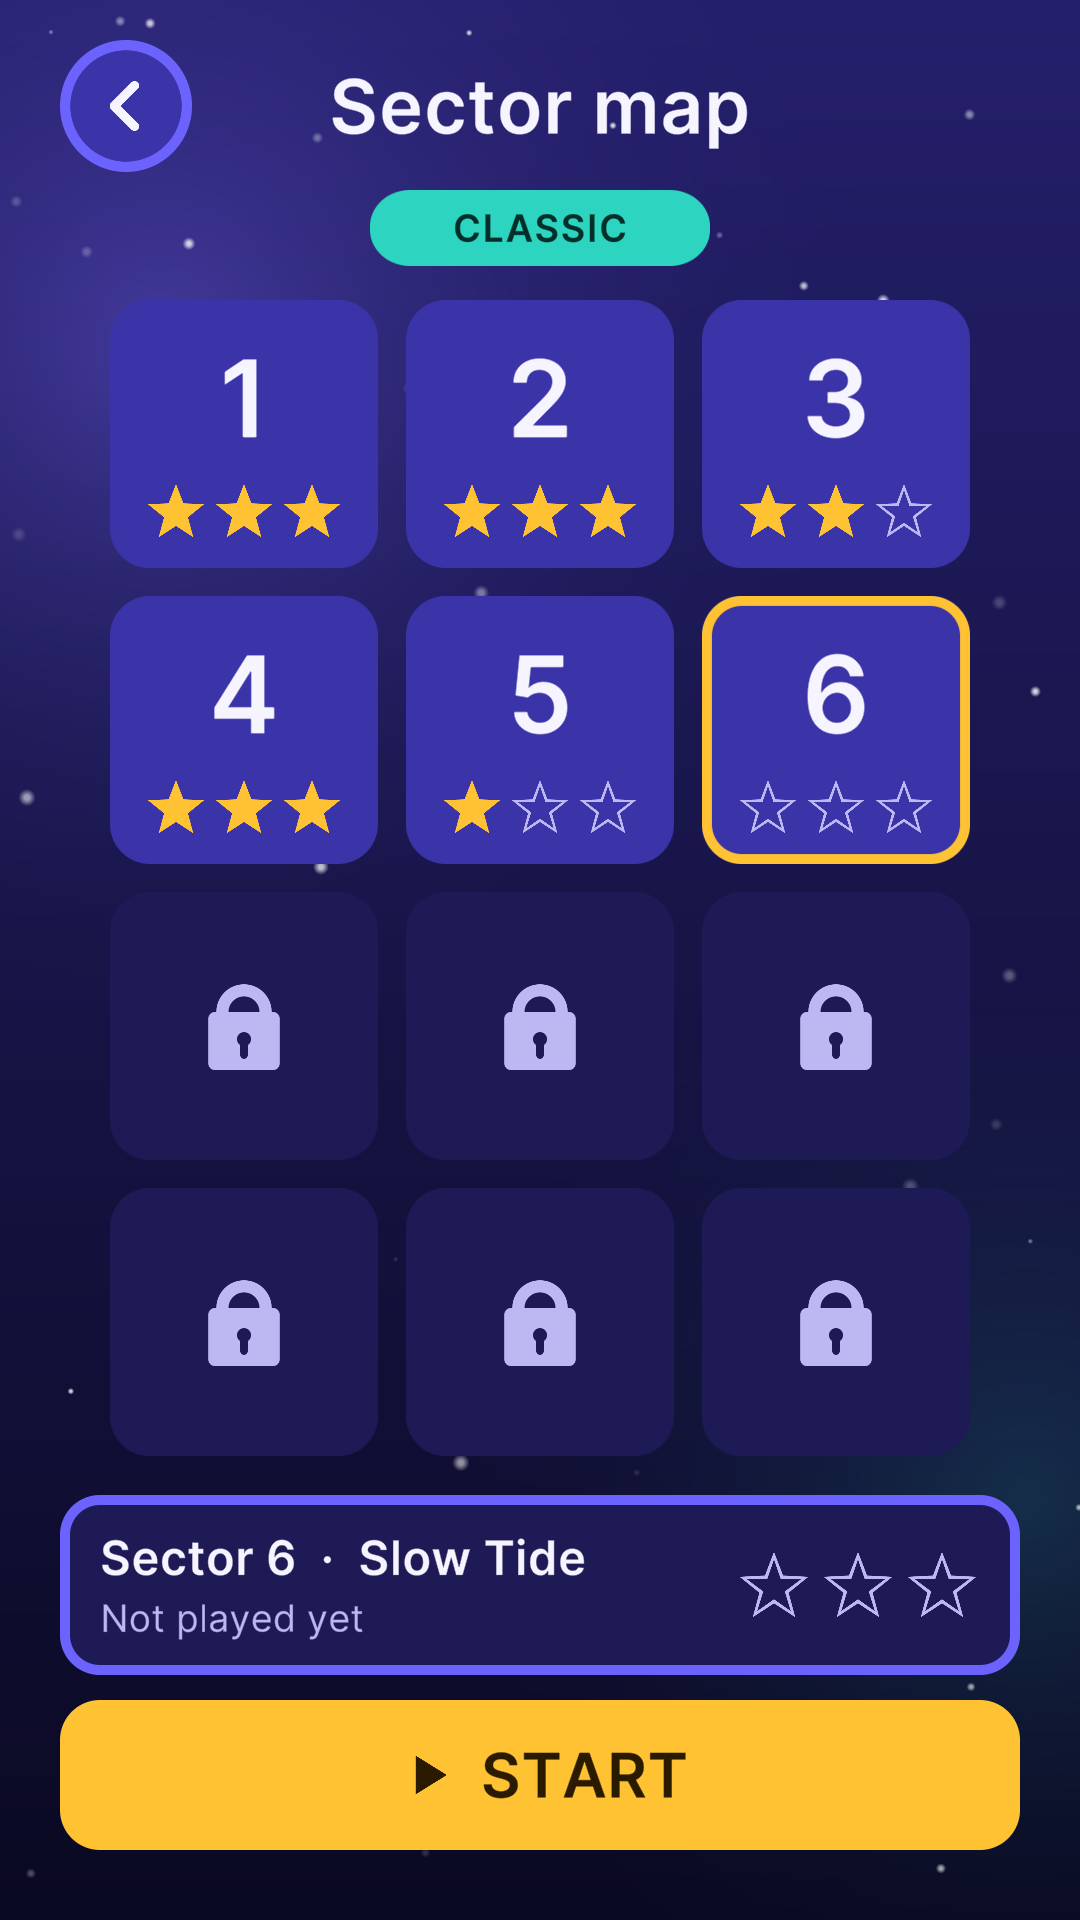 Sector map
CLASSIC
1 2 3
4 5 6
Sector 6 · Slow Tide
Not played yet
START